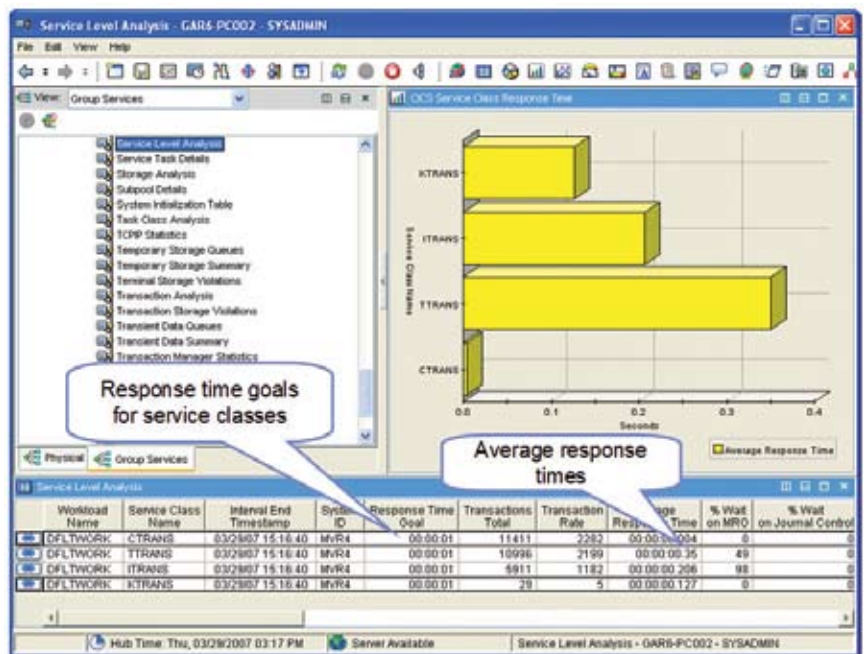 Service Level Analysis - GAR6-PC002 - SYSADMIN
File Edit View Help
View: Group Services
Service Level Analysis
Service Task Details
Storage Analysis
Subpool Details
System Initialization Table
Task Class Analysis
TCPIP Statistics
Temporary Storage Queues
Temporary Storage Summary
Terminal Storage Violations
Transaction Analysis
Transaction Storage Violations
Transient Data Queues
Transient Data Summary
Transaction Manager Statistics
Physical Group Services
Service Class Response Time
Service Class Name
KTRANS
ITRANS
TTRANS
CTRANS
0.0 0.1 0.2 0.3 0.4
Seconds
Average Response Time
Response time goals
for service classes
Average response
times
Service Level Analysis
Workload Name Service Class Name Interval End Timestamp ID Response Time Goal Transactions Total Transaction Rate Response Time % Wait on MRO % Wait on Journal Control
DFLTWORK CTRANS 03/29/07 15:16:40 MVR4 00:00:01 11411 2282 004 0 0
DFLTWORK TTRANS 03/29/07 15:16:40 MVR4 00:00:01 10996 2199 00:00:00.35 49 0
DFLTWORK ITRANS 03/29/07 15:16:40 MVR4 00:00:01 5911 1182 00:00:00.206 98 0
DFLTWORK KTRANS 03/29/07 15:16:40 MVR4 00:00:01 29 5 00:00:00.127 0 0
Hub Time: Thu, 03/29/2007 03:17 PM Server Available Service Level Analysis - GAR6-PC002 - SYSADMIN